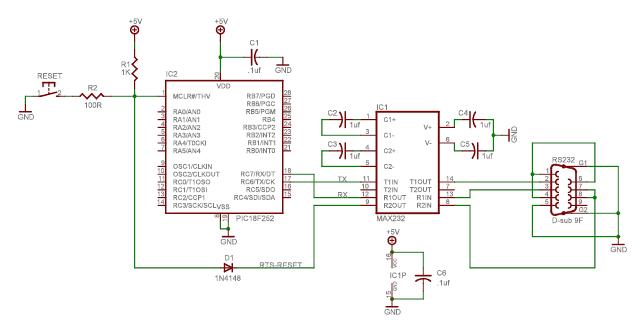 +5V
+5V
R1
1K
C1
.1uf
GND
IC2
20
VDD
RESET
1 2
GND
R2
100R
1 MCLR#/THV
2 RA0/AN0
3 RA1/AN1
4 RA2/AN2
5 RA3/AN3
6 RA4/T0CKI
7 RA5/AN4
9 OSC1/CLKIN
10 OSC2/CLKOUT
11 RC0/T1OSO
12 RC1/T1OSI
13 RC2/CCP1
14 RC3/SCK/SCL
RB7/PGD 28
RB6/PGC 27
RB5/PGM 26
RB4 25
RB3/CCP2 24
RB2/INT2 23
RB1/INT1 22
RB0/INT0 21
RC7/RX/DT 18
RC6/TX/CK 17
RC5/SDO 16
RC4/SDI/SDA 15
VSS
8 19
PIC18F252
GND
D1
1N4148
RTS-RESET
TX
RX
IC1
C2
1uf
C3
1uf
1 C1+
3 C1-
4 C2+
5 C2-
11 T1IN
10 T2IN
12 R1OUT
9 R2OUT
V+ 2
V- 6
T1OUT 14
T2OUT 7
R1IN 13
R2IN 8
MAX232
C4
1uf
C5
1uf
GND
RS232
G1
1
2
3
4
5
6
7
8
9
G2
D-sub 9F
GND
+5V
16
VCC
IC1P
GND
15
C6
.1uf
GND